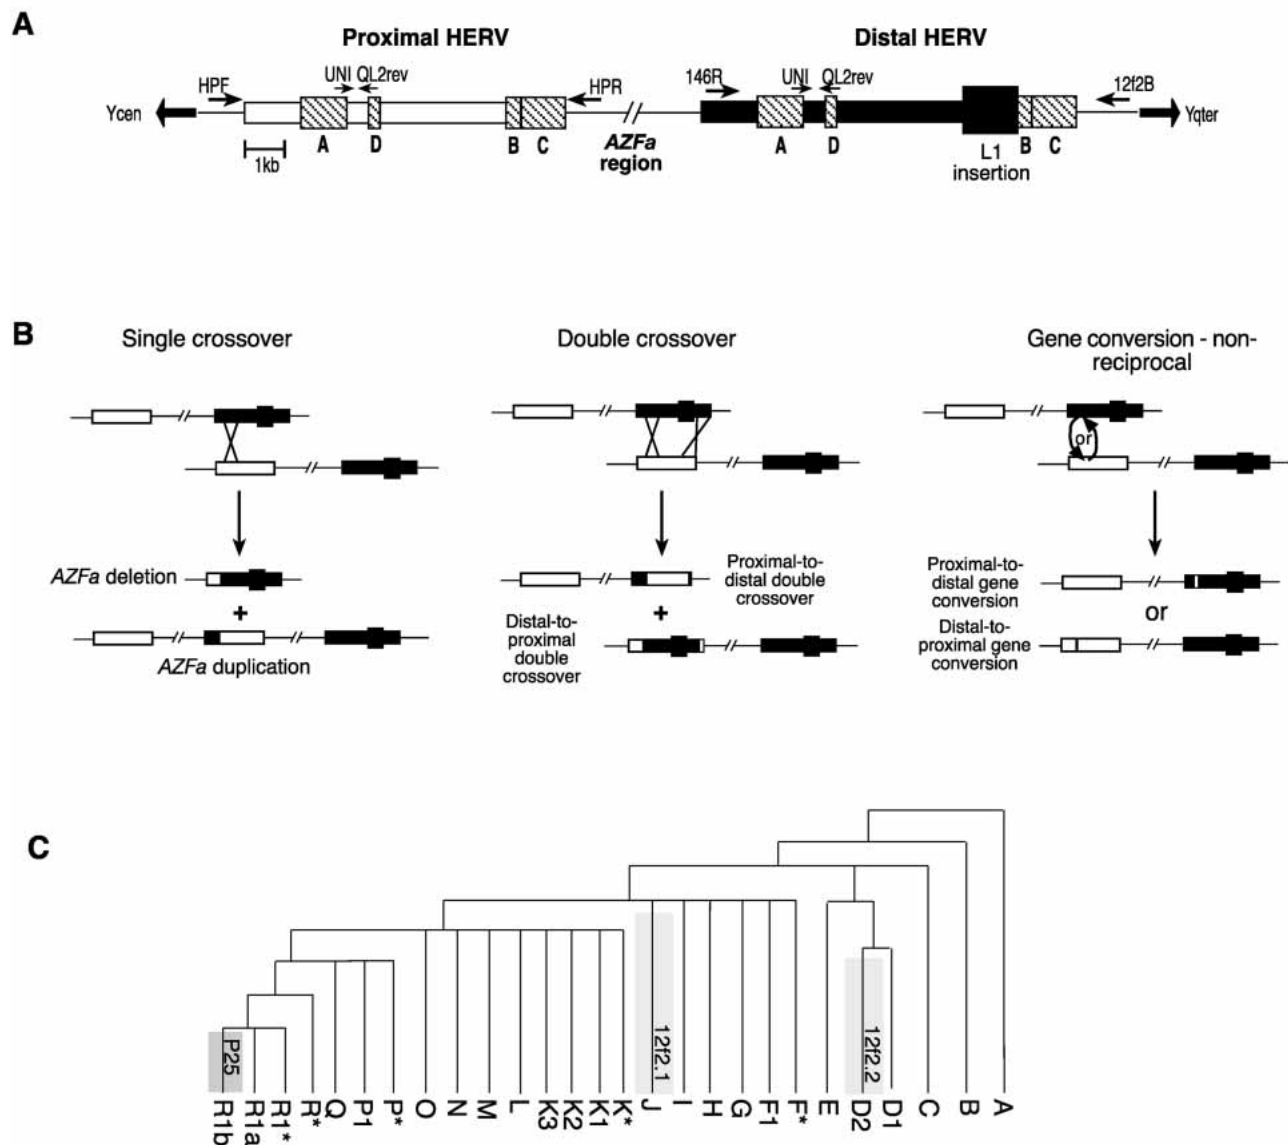 A
Proximal HERV
Distal HERV
HPF
UNI QL2rev
HPR
146R
UNI QL2rev
12f2B
Ycen
Yqter
A
D
B
C
AZFa
region
A
D
L1
insertion
B
C
1kb
B
Single crossover
Double crossover
Gene conversion - non-
reciprocal
or
AZFa deletion
+
AZFa duplication
Proximal-to-
distal double
crossover
+
Distal-to-
proximal
double
crossover
Proximal-to-
distal gene
conversion
or
Distal-to-
proximal gene
conversion
C
P25
12f2.1
12f2.2
R1b
R1a
R1*
R*
Q
P1
P*
O
N
M
L
K3
K2
K1
K*
J
I
H
G
F1
F*
E
D2
D1
C
B
A